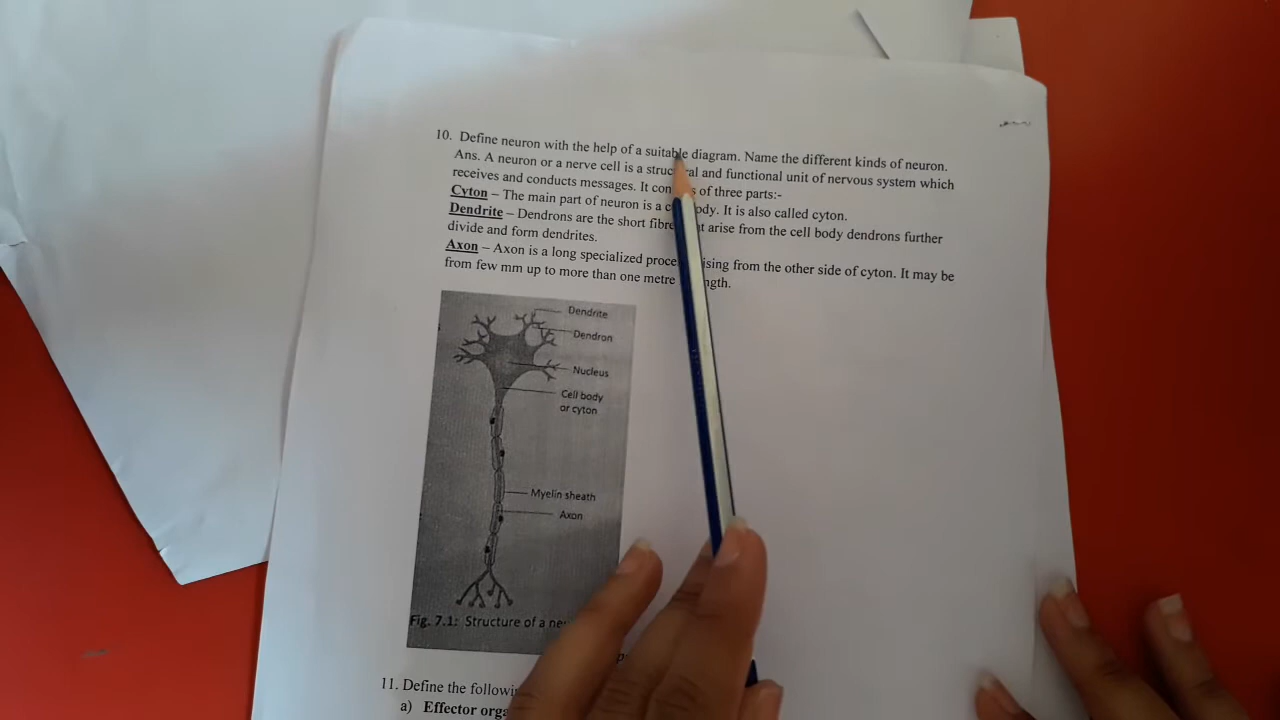 10. Define neuron with the help of a suitable diagram. Name the different kinds of neuron.
Ans. A neuron or a nerve cell is a struc ral and functional unit of nervous system which
receives and conducts messages. It con s of three parts:-
Cyton – The main part of neuron is a c ody. It is also called cyton.
Dendrite – Dendrons are the short fibre t arise from the cell body dendrons further
divide and form dendrites.
Axon – Axon is a long specialized proce ising from the other side of cyton. It may be
from few mm up to more than one metre ngth.
Dendrite
Dendron
Nucleus
Cell body
or cyton
Myelin sheath
Axon
Fig. 7.1: Structure of a ne
11. Define the followi
a) Effector orga